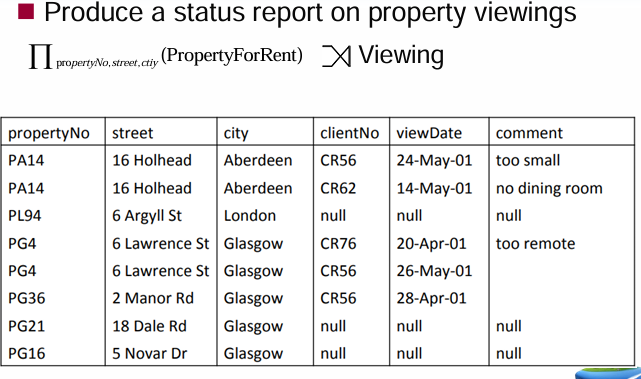 Produce a status report on property viewings
∏ propertyNo,street,ctiy (PropertyForRent) ⟕ Viewing
propertyNo street city clientNo viewDate comment
PA14 16 Holhead Aberdeen CR56 24-May-01 too small
PA14 16 Holhead Aberdeen CR62 14-May-01 no dining room
PL94 6 Argyll St London null null null
PG4 6 Lawrence St Glasgow CR76 20-Apr-01 too remote
PG4 6 Lawrence St Glasgow CR56 26-May-01
PG36 2 Manor Rd Glasgow CR56 28-Apr-01
PG21 18 Dale Rd Glasgow null null null
PG16 5 Novar Dr Glasgow null null null